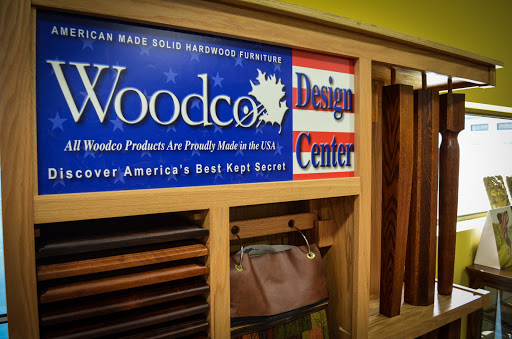 AMERICAN MADE SOLID HARDWOOD FURNITURE
Woodco
All Woodco Products Are Proudly Made in the USA
Discover America's Best Kept Secret
Design
Center